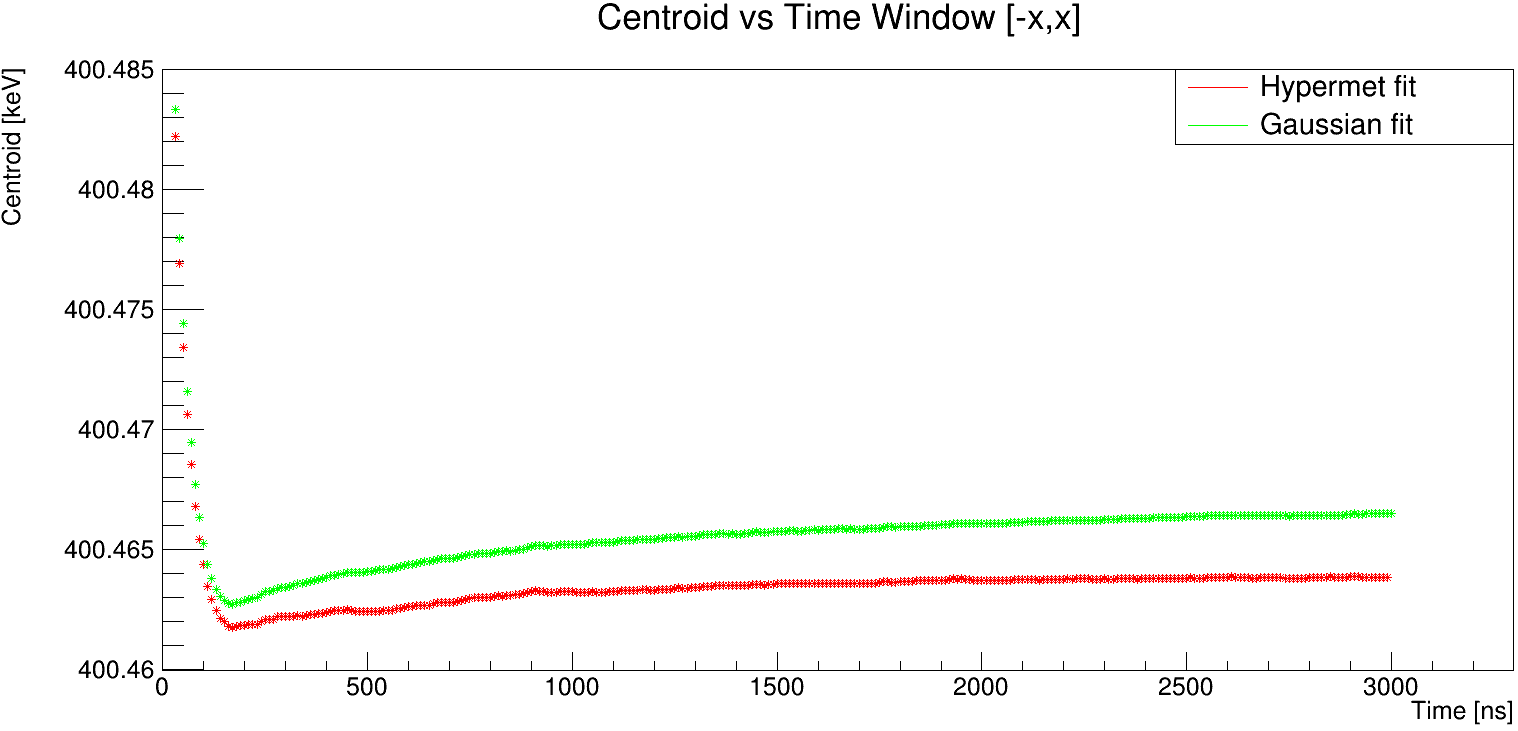 Centroid vs Time Window [-x,x]
Centroid [keV]
400.485
400.48
400.475
400.47
400.465
400.46
Hypermet fit
Gaussian fit
0 500 1000 1500 2000 2500 3000
Time [ns]